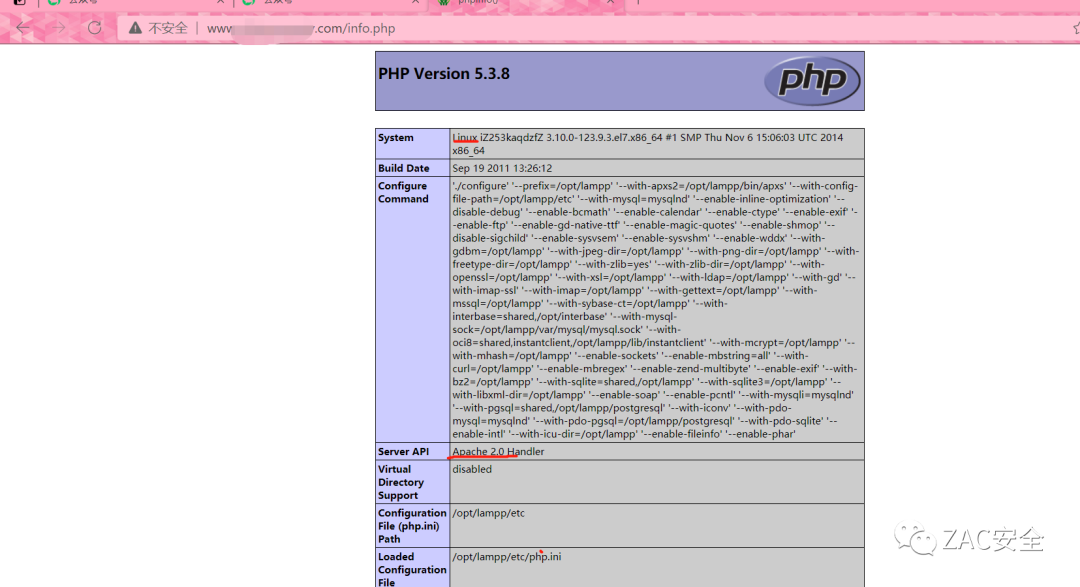 phpinfo()
不安全 | www .com/info.php
PHP Version 5.3.8
php
System
Linux iZ253kaqdzfZ 3.10.0-123.9.3.el7.x86_64 #1 SMP Thu Nov 6 15:06:03 UTC 2014
x86_64
Build Date
Sep 19 2011 13:26:12
Configure
Command
'./configure' '--prefix=/opt/lampp' '--with-apxs2=/opt/lampp/bin/apxs' '--with-config-
file-path=/opt/lampp/etc' '--with-mysql=mysqlnd' '--enable-inline-optimization' '--
disable-debug' '--enable-bcmath' '--enable-calendar' '--enable-ctype' '--enable-exif' '-
-enable-ftp' '--enable-gd-native-ttf' '--enable-magic-quotes' '--enable-shmop' '--
disable-sigchild' '--enable-sysvsem' '--enable-sysvshm' '--enable-wddx' '--with-
gdbm=/opt/lampp' '--with-jpeg-dir=/opt/lampp' '--with-png-dir=/opt/lampp' '--with-
freetype-dir=/opt/lampp' '--with-zlib=yes' '--with-zlib-dir=/opt/lampp' '--with-
openssl=/opt/lampp' '--with-xsl=/opt/lampp' '--with-ldap=/opt/lampp' '--with-gd' '--
with-imap-ssl' '--with-imap=/opt/lampp' '--with-gettext=/opt/lampp' '--with-
mssql=/opt/lampp' '--with-sybase-ct=/opt/lampp' '--with-
interbase=shared,/opt/interbase' '--with-mysql-
sock=/opt/lampp/var/mysql/mysql.sock' '--with-
oci8=shared,instantclient,/opt/lampp/lib/instantclient' '--with-mcrypt=/opt/lampp' '--
with-mhash=/opt/lampp' '--enable-sockets' '--enable-mbstring=all' '--with-
curl=/opt/lampp' '--enable-mbregex' '--enable-zend-multibyte' '--enable-exif' '--with-
bz2=/opt/lampp' '--with-sqlite=shared,/opt/lampp' '--with-sqlite3=/opt/lampp' '--
with-libxml-dir=/opt/lampp' '--enable-soap' '--enable-pcntl' '--with-mysqli=mysqlnd'
'--with-pgsql=shared,/opt/lampp/postgresql' '--with-iconv' '--with-pdo-
mysql=mysqlnd' '--with-pdo-pgsql=/opt/lampp/postgresql' '--with-pdo-sqlite' '--
enable-intl' '--with-icu-dir=/opt/lampp' '--enable-fileinfo' '--enable-phar'
Server API
Apache 2.0 Handler
Virtual
Directory
Support
disabled
Configuration
File (php.ini)
Path
/opt/lampp/etc
Loaded
Configuration
File
/opt/lampp/etc/php.ini
ZAC安全